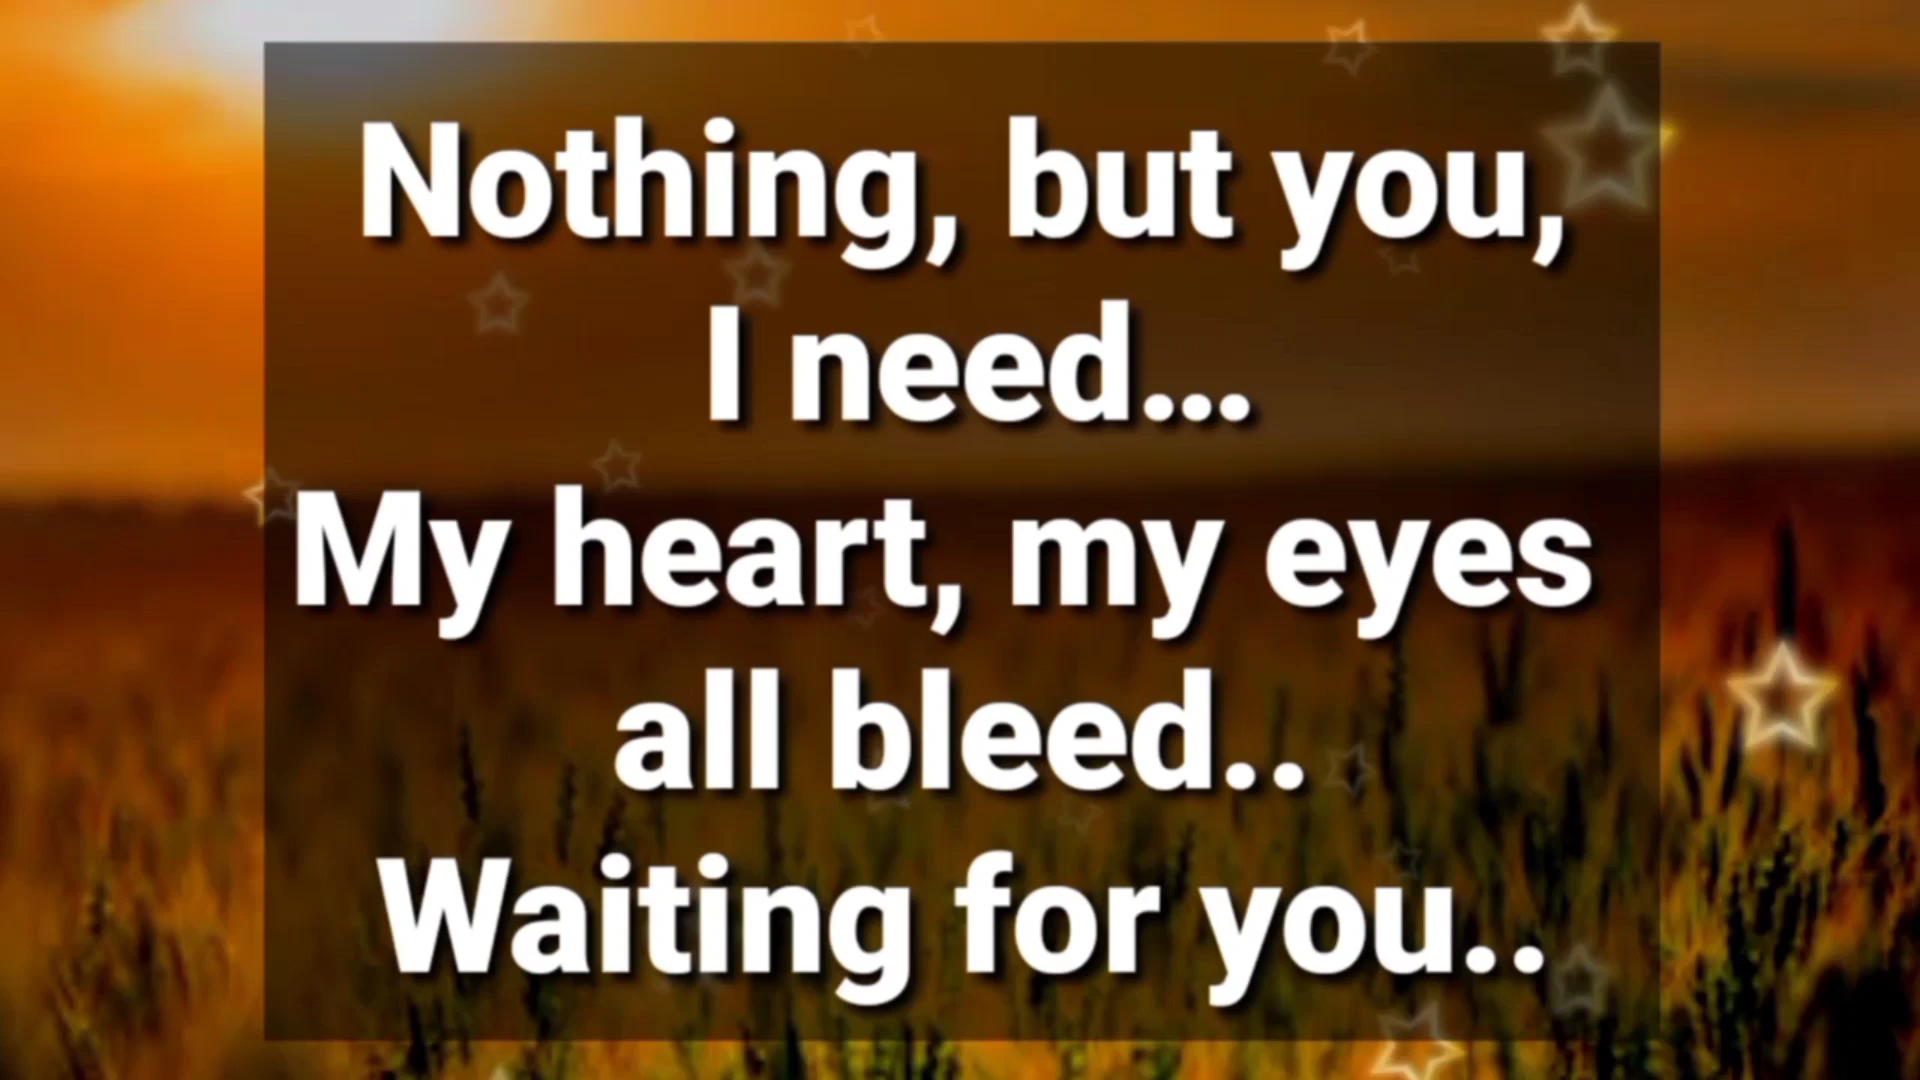 Nothing, but you,
I need...
My heart, my eyes
all bleed..
Waiting for you..